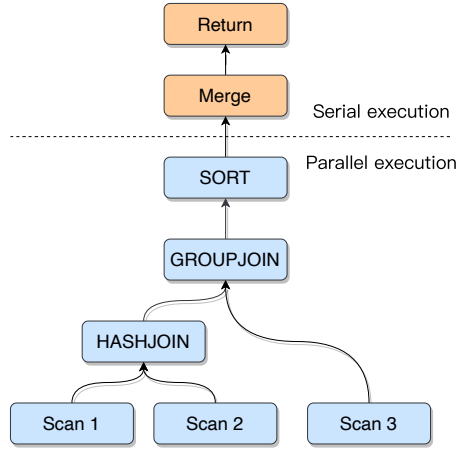 Return
Merge
Serial execution
Parallel execution
SORT
GROUPJOIN
HASHJOIN
Scan 1
Scan 2
Scan 3